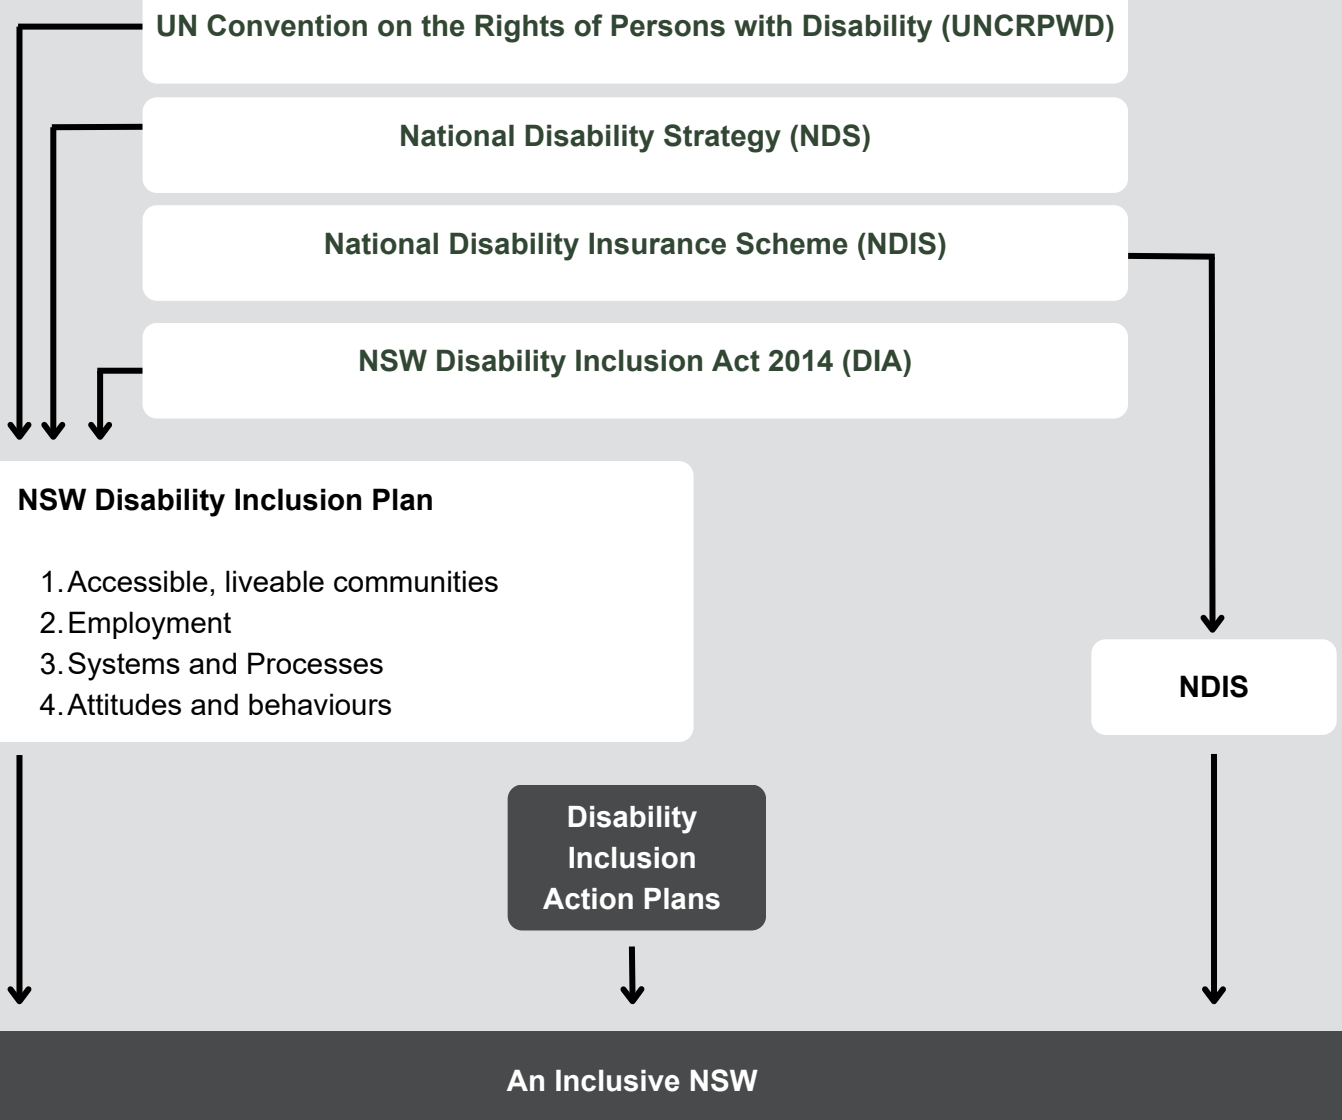 UN Convention on the Rights of Persons with Disability (UNCRPWD)
National Disability Strategy (NDS)
National Disability Insurance Scheme (NDIS)
NSW Disability Inclusion Act 2014 (DIA)
NSW Disability Inclusion Plan
1. Accessible, liveable communities
2. Employment
3. Systems and Processes
4. Attitudes and behaviours
NDIS
Disability
Inclusion
Action Plans
An Inclusive NSW